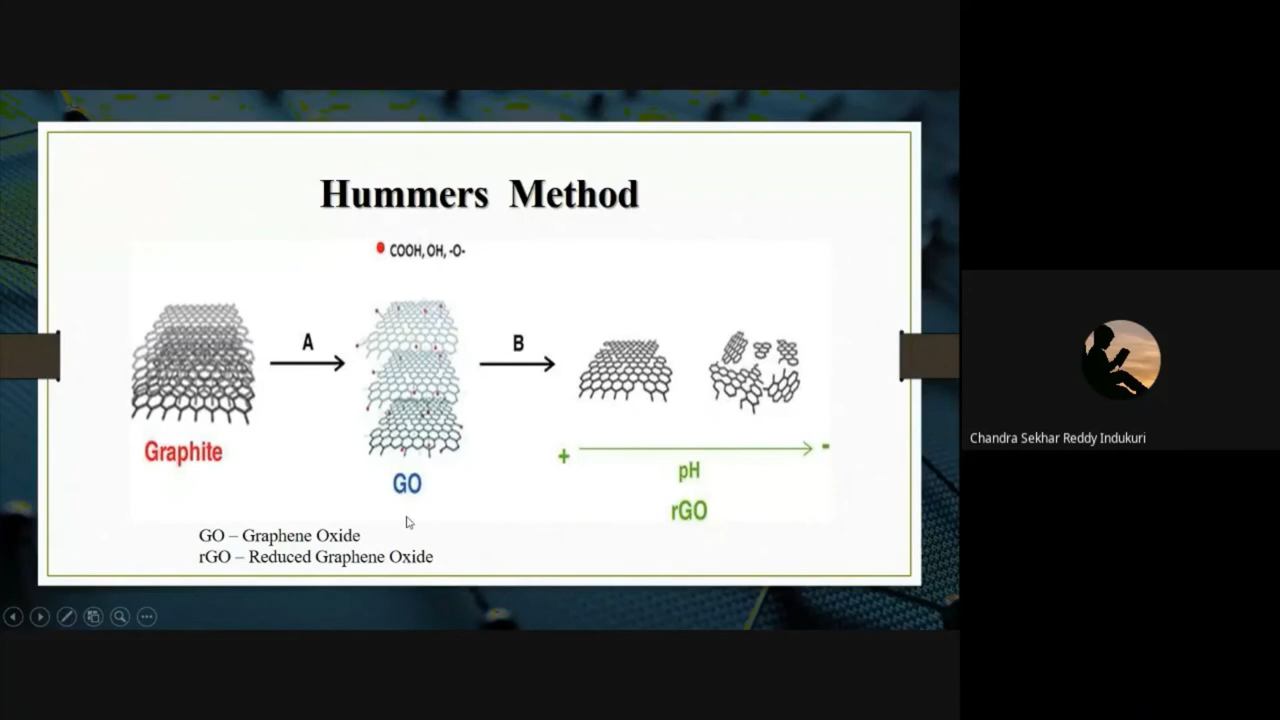 Hummers Method
COOH, OH, -O-
A
B
Graphite
GO
+
-
pH
rGO
GO – Graphene Oxide
rGO – Reduced Graphene Oxide
Chandra Sekhar Reddy Indukuri